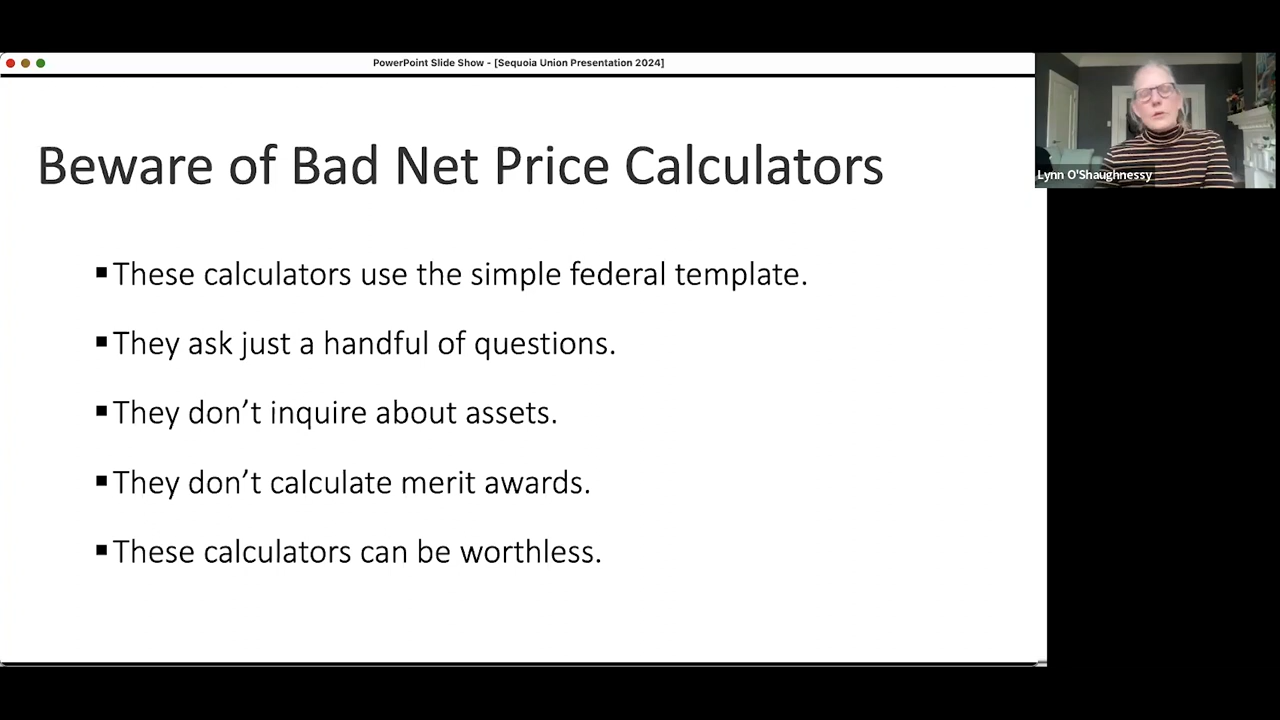 PowerPoint Slide Show - [Sequoia Union Presentation 2024]
Beware of Bad Net Price Calculators
▪These calculators use the simple federal template.
▪They ask just a handful of questions.
▪They don’t inquire about assets.
▪They don’t calculate merit awards.
▪These calculators can be worthless.
Lynn O'Shaughnessy